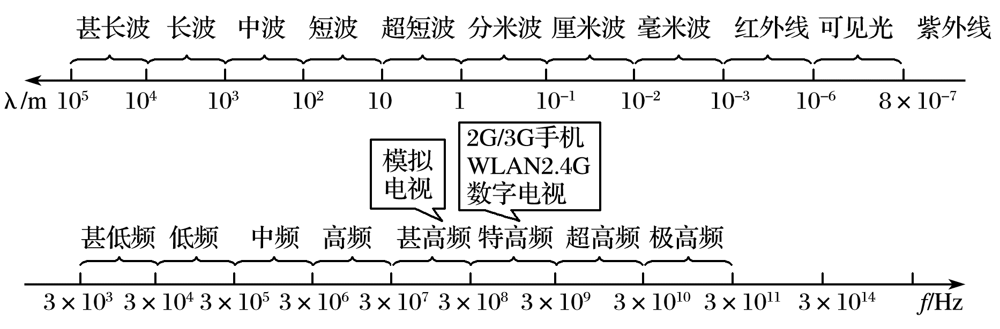 甚长波 长波 中波 短波 超短波 分米波 厘米波 毫米波 红外线 可见光 紫外线
λ/m 10⁵ 10⁴ 10³ 10² 10 1 10⁻¹ 10⁻² 10⁻³ 10⁻⁶ 8×10⁻⁷
模拟
电视
2G/3G手机
WLAN2.4G
数字电视
甚低频 低频 中频 高频 甚高频 特高频 超高频 极高频
3×10³ 3×10⁴ 3×10⁵ 3×10⁶ 3×10⁷ 3×10⁸ 3×10⁹ 3×10¹⁰ 3×10¹¹ 3×10¹⁴ f/Hz